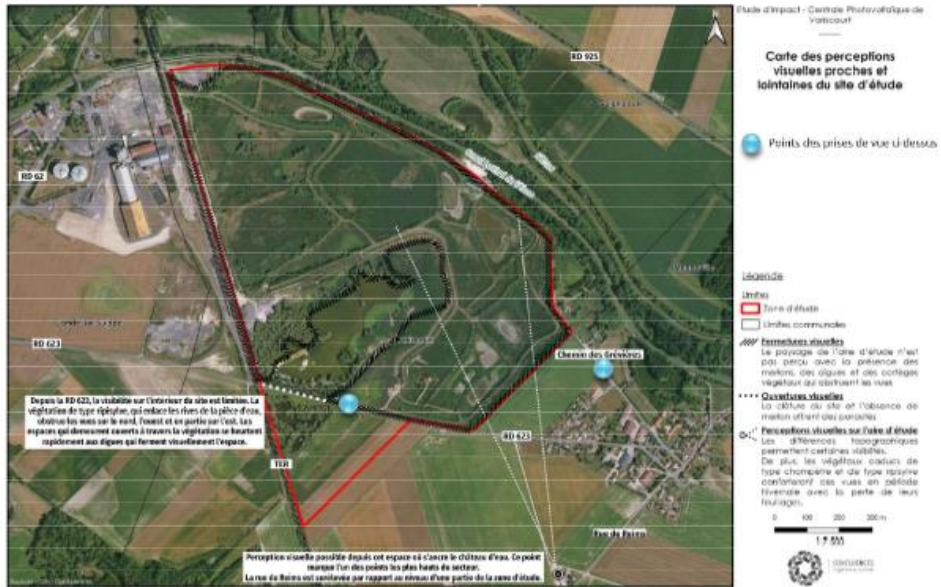 Etude d'Impact - Centrale Photovoltaïque de
Variscourt
Carte des perceptions
visuelles proches et
lointaines du site d'étude
Points des prises de vue ci-dessus
RD 925
RD 62
RD 623
Chemin des Grévières
Depuis la RD 623, la visibilité sur l'intérieur du site est limitée. La
végétation de type ripisylve, qui enlace les rives de la pièce d'eau,
obstrue les vues sur le nord, l'ouest et en partie sur l'est. Les
espaces qui demeurent ouverts à travers la végétation se heurtent
rapidement aux digues qui ferment visuellement l'espace.
RD 623
TER
Rue de Reims
Perception visuelle possible depuis cet espace où s'ancre le château d'eau. Ce point
marque l'un des points les plus hauts du secteur.
La rue de Reims est surélevée par rapport au niveau d'une partie de la zone d'étude.
Légende
Limites
Zone d'étude
Limites communales
Fermetures visuelles
Le paysage de l'aire d'étude n'est
pas perçu avec la présence des
merlons, des digues et des cortèges
végétaux qui obstruent les vues
Ouvertures visuelles
La clôture du site et l'absence de
merlon offrent des porosités
Perceptions visuelles sur l'aire d'étude
Les différences topographiques
permettent certaines visibilités.
De plus, les végétaux caducs de
type champêtre et de type ripisylve
conforteront ces vues en période
hivernale avec la perte de leurs
feuillages.
0 100 200 300 m
1:7 500